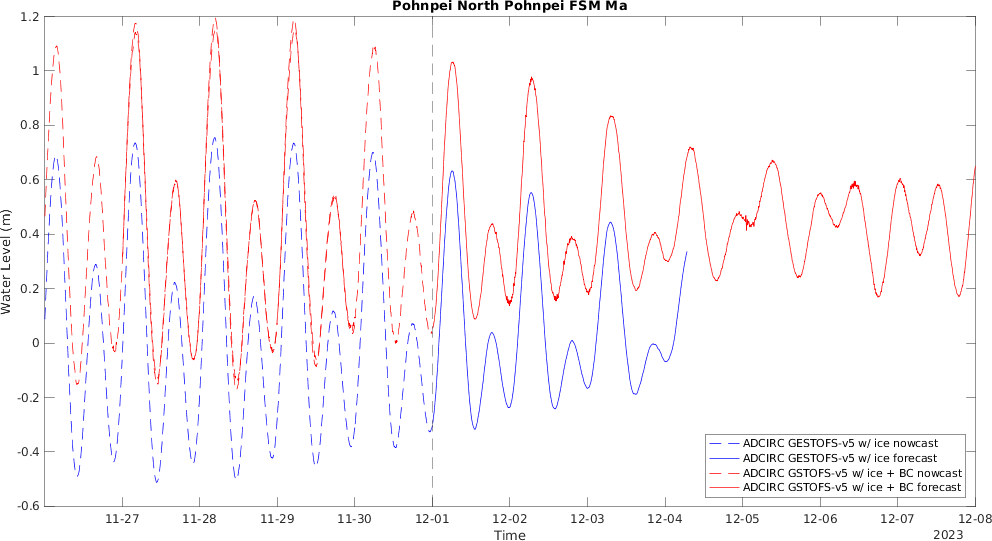 Pohnpei North Pohnpei FSM Ma
Water Level (m)
1.2
1
0.8
0.6
0.4
0.2
0
-0.2
-0.4
-0.6
ADCIRC GESTOFS-v5 w/ ice nowcast
ADCIRC GESTOFS-v5 w/ ice forecast
ADCIRC GSTOFS-v5 w/ ice + BC nowcast
ADCIRC GSTOFS-v5 w/ ice + BC forecast
11-27 11-28 11-29 11-30 12-01 12-02 12-03 12-04 12-05 12-06 12-07 12-08
Time
2023